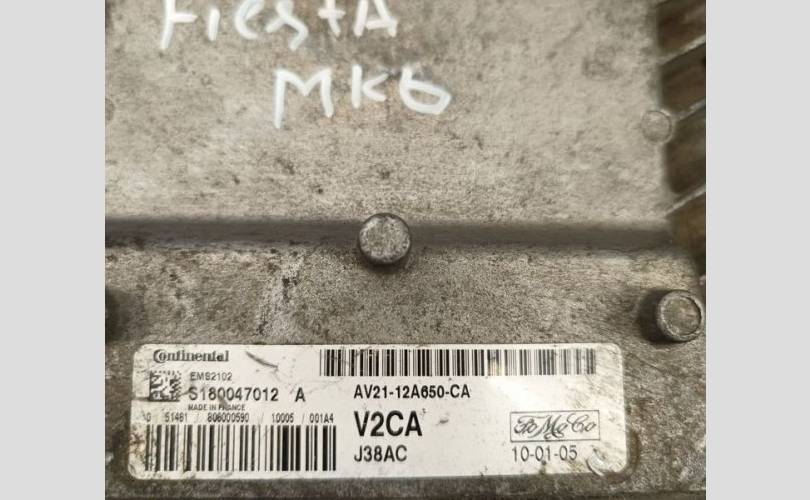 FiestA
MK6
Continental
EMS2102
S180047012 A
MADE IN FRANCE
0 51461 / 806000590 / 10005 / 001A4
AV21-12A650-CA
V2CA
FoMoCo
J38AC
10-01-05